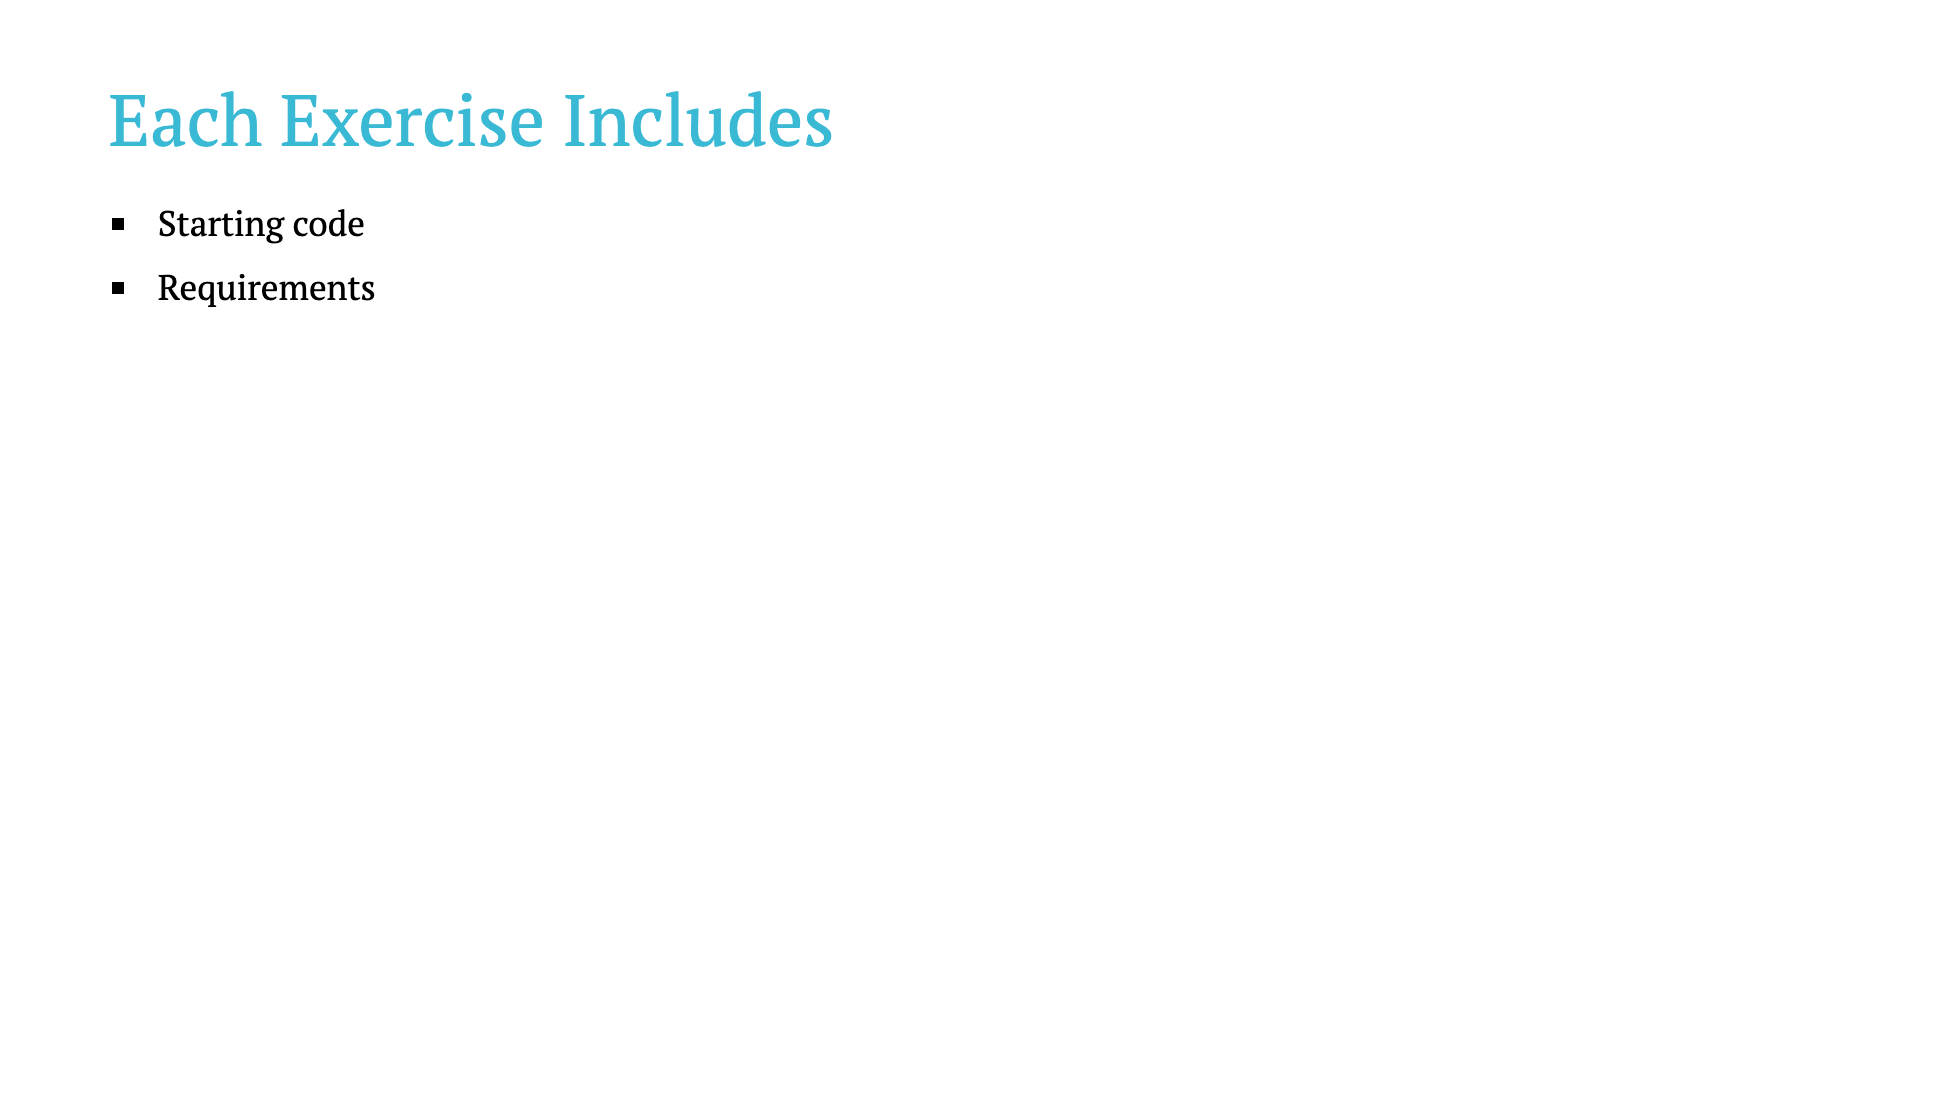 Each Exercise Includes
▪ Starting code
▪ Requirements